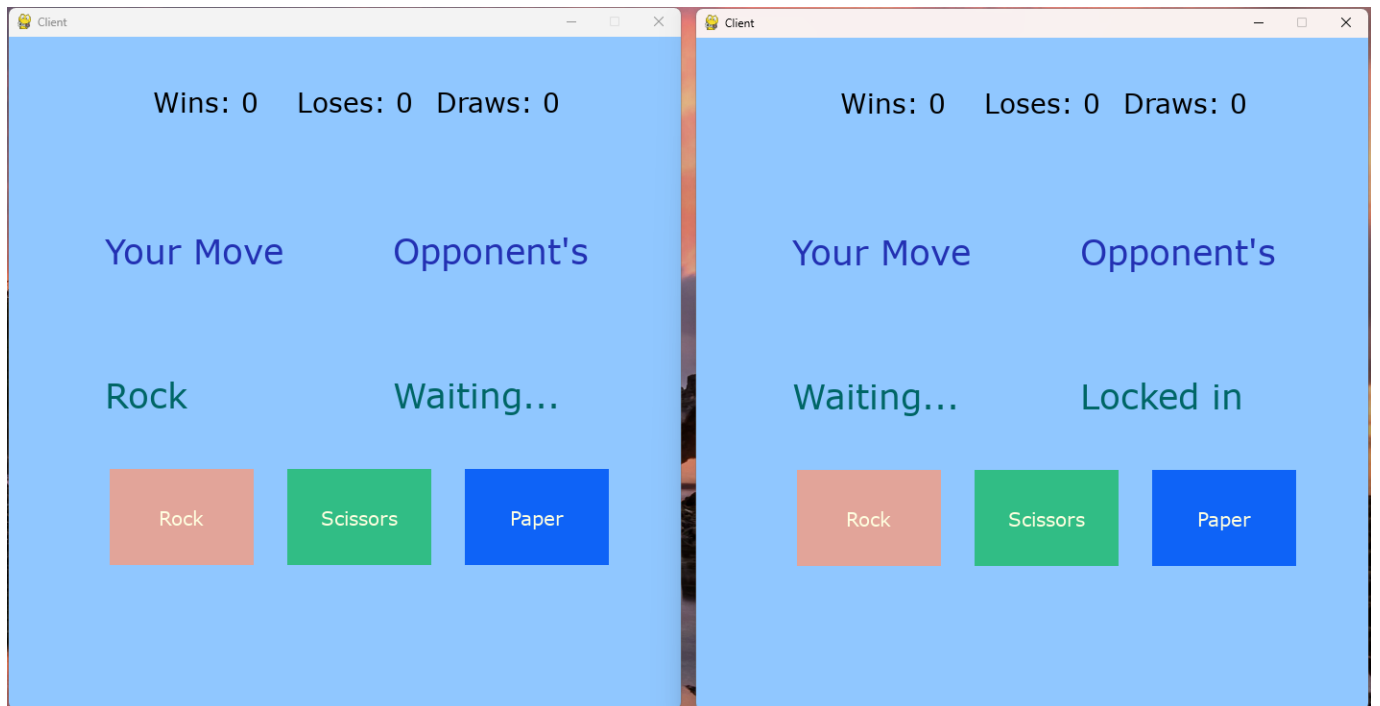 Client
Wins: 0 Loses: 0 Draws: 0
Your Move Opponent's
Rock Waiting...
Rock Scissors Paper
Client
Wins: 0 Loses: 0 Draws: 0
Your Move Opponent's
Waiting... Locked in
Rock Scissors Paper